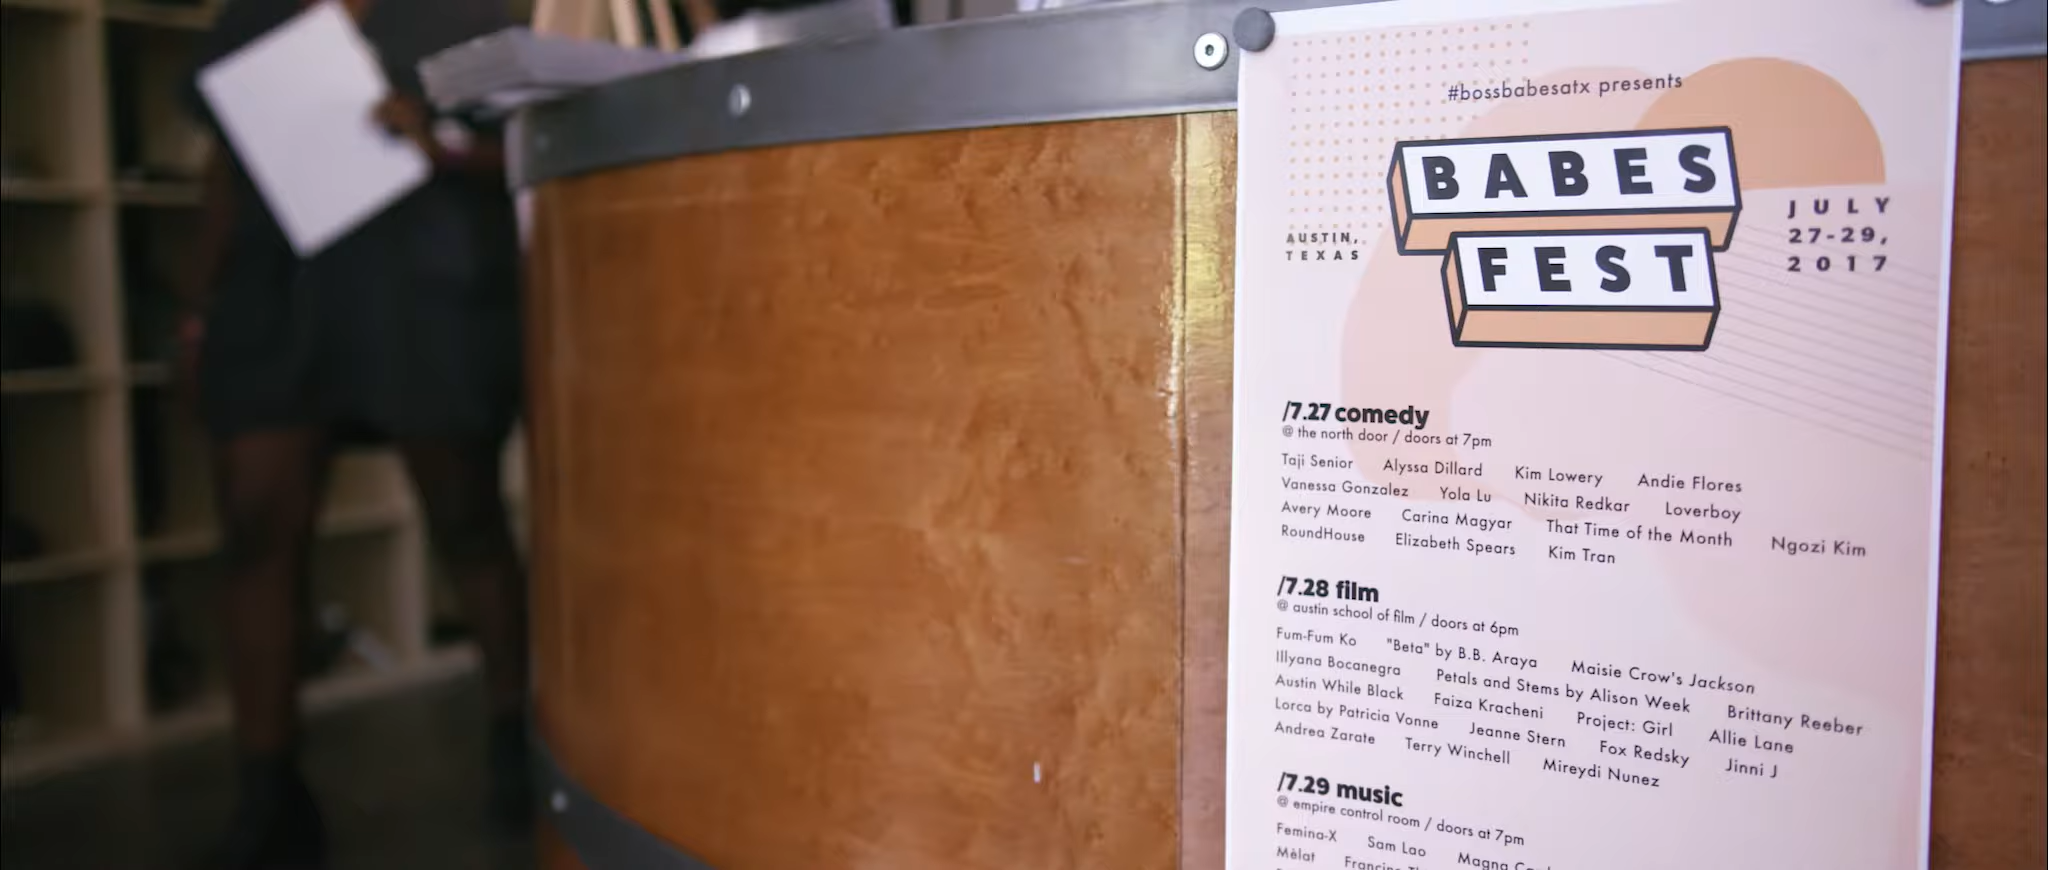 #bossbabesatx presents
BABES
FEST
AUSTIN,
TEXAS
JULY
27-29,
2017
/7.27 comedy
@ the north door / doors at 7pm
Taji Senior Alyssa Dillard Kim Lowery Andie Flores
Vanessa Gonzalez Yola Lu Nikita Redkar Loverboy
Avery Moore Carina Magyar That Time of the Month Ngozi Kim
RoundHouse Elizabeth Spears Kim Tran
/7.28 film
@ austin school of film / doors at 6pm
Fum-Fum Ko "Beta" by B.B. Araya Maisie Crow's Jackson
Illyana Bocanegra Petals and Stems by Alison Week Brittany Reeber
Austin While Black Faiza Kracheni Project: Girl Allie Lane
Lorca by Patricia Vonne Jeanne Stern Fox Redsky Jinni J
Andrea Zarate Terry Winchell Mireydi Nunez
/7.29 music
@ empire control room / doors at 7pm
Femina-X Sam Lao Magna
Mèlat